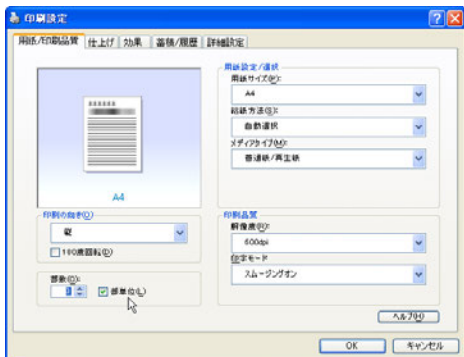 印刷設定
用紙/印刷品質 仕上げ 効果 蓄積/履歴 詳細設定
A4
印刷の向き(O)
縦
180度回転(D)
部数(C):
1 部単位(L)
用紙設定/選択
用紙サイズ(P):
A4
給紙方法(S):
自動選択
メディアタイプ(M):
普通紙/再生紙
印刷品質
解像度(R):
600dpi
スムージングオン
ヘルプ(H)
OK キャンセル